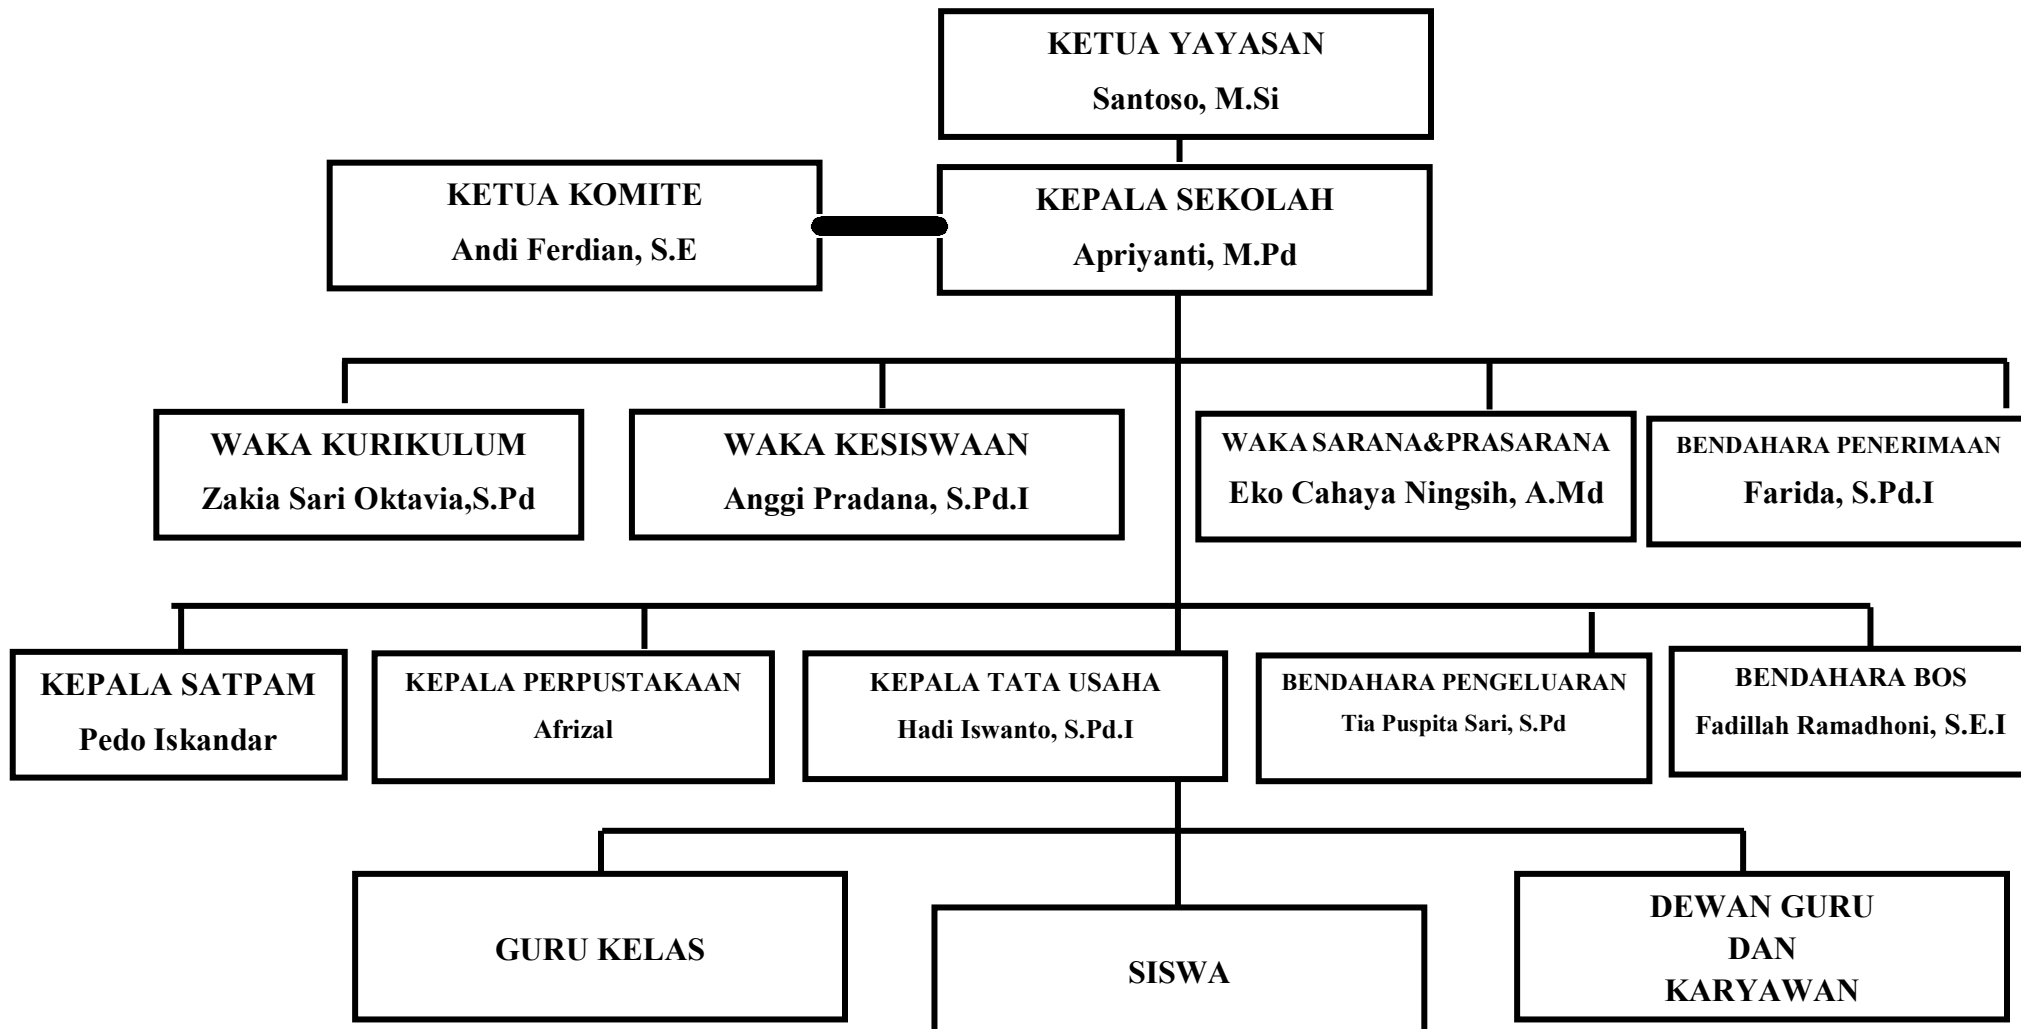 KETUA YAYASAN
Santoso, M.Si
KETUA KOMITE
Andi Ferdian, S.E
KEPALA SEKOLAH
Apriyanti, M.Pd
WAKA KURIKULUM
Zakia Sari Oktavia,S.Pd
WAKA KESISWAAN
Anggi Pradana, S.Pd.I
WAKA SARANA&PRASARANA
Eko Cahaya Ningsih, A.Md
BENDAHARA PENERIMAAN
Farida, S.Pd.I
KEPALA SATPAM
Pedo Iskandar
KEPALA PERPUSTAKAAN
Afrizal
KEPALA TATA USAHA
Hadi Iswanto, S.Pd.I
BENDAHARA PENGELUARAN
Tia Puspita Sari, S.Pd
BENDAHARA BOS
Fadillah Ramadhoni, S.E.I
GURU KELAS
SISWA
DEWAN GURU
DAN
KARYAWAN